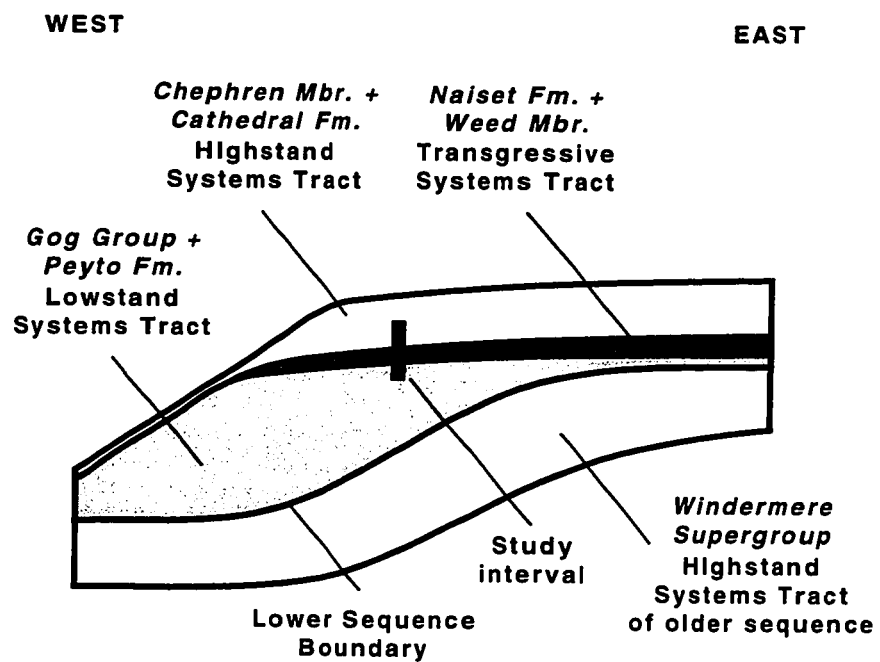 WEST
EAST
Chephren Mbr. +
Cathedral Fm.
HIghstand
Systems Tract
Naiset Fm. +
Weed Mbr.
Transgressive
Systems Tract
Gog Group +
Peyto Fm.
Lowstand
Systems Tract
Study
interval
Windermere
Supergroup
HIghstand
Systems Tract
of older sequence
Lower Sequence
Boundary